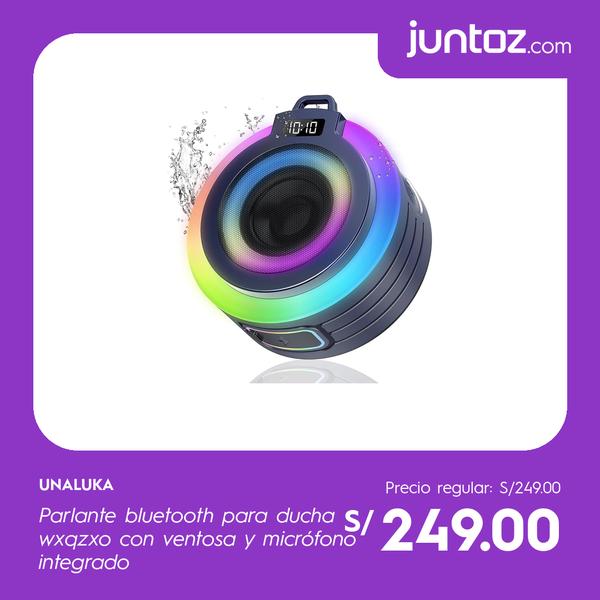 juntoz.com
10:10
UNALUKA
Precio regular: S/249.00
Parlante bluetooth para ducha
wxqzxo con ventosa y micrófono
integrado
S/249.00